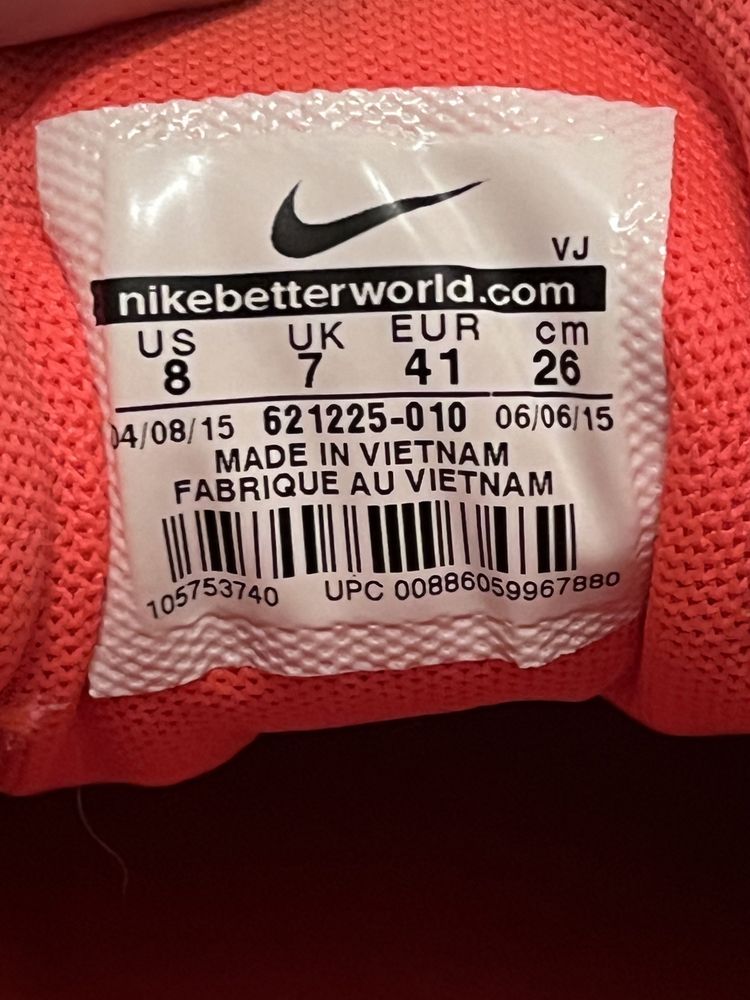 VJ
nikebetterworld.com
US UK EUR cm
8 7 41 26
04/08/15 621225-010 06/06/15
MADE IN VIETNAM
FABRIQUE AU VIETNAM
105753740 UPC 00886059967880